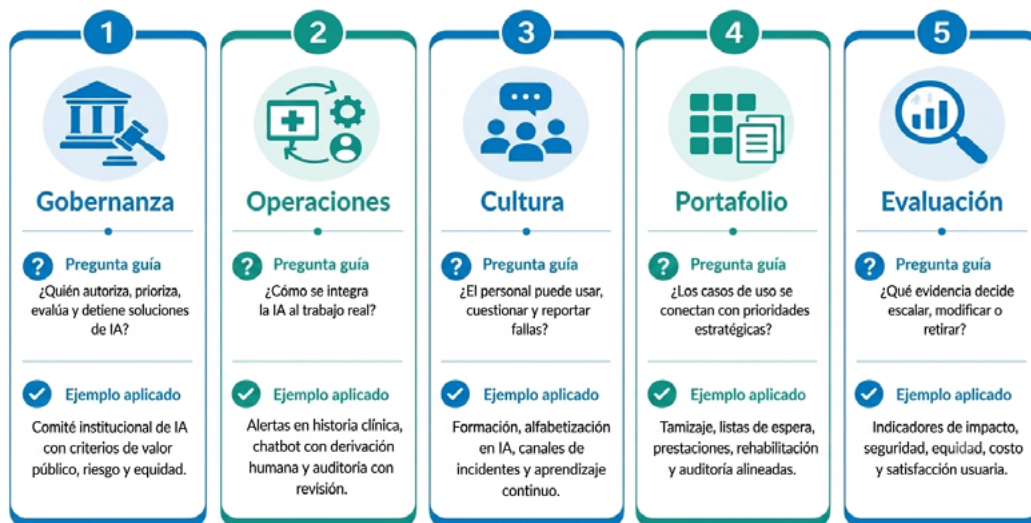 1
Gobernanza
?
Pregunta guía
¿Quién autoriza, prioriza,
evalúa y detiene soluciones
de IA?
Ejemplo aplicado
Comité institucional de IA
con criterios de valor
público, riesgo y equidad.
2
Operaciones
?
Pregunta guía
¿Cómo se integra
la IA al trabajo real?
Ejemplo aplicado
Alertas en historia clínica,
chatbot con derivación
humana y auditoría con
revisión.
3
Cultura
?
Pregunta guía
¿El personal puede usar,
cuestionar y reportar
fallas?
Ejemplo aplicado
Formación, alfabetización
en IA, canales de
incidentes y aprendizaje
continuo.
4
Portafolio
?
Pregunta guía
¿Los casos de uso se
conectan con prioridades
estratégicas?
Ejemplo aplicado
Tamizaje, listas de espera,
prestaciones, rehabilitación
y auditoría alineadas.
5
Evaluación
?
Pregunta guía
¿Qué evidencia decide
escalar, modificar o
retirar?
Ejemplo aplicado
Indicadores de impacto,
seguridad, equidad, costo
y satisfacción usuaria.